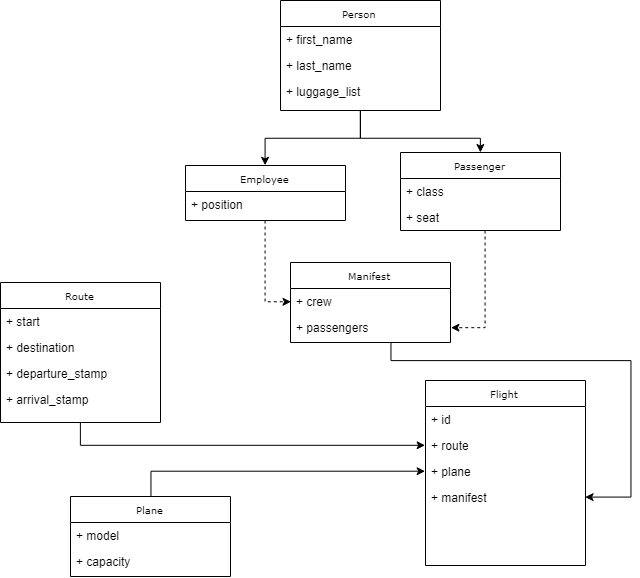 Person
+ first_name
+ last_name
+ luggage_list
Employee
+ position
Passenger
+ class
+ seat
Manifest
+ crew
+ passengers
Route
+ start
+ destination
+ departure_stamp
+ arrival_stamp
Flight
+ id
+ route
+ plane
+ manifest
Plane
+ model
+ capacity